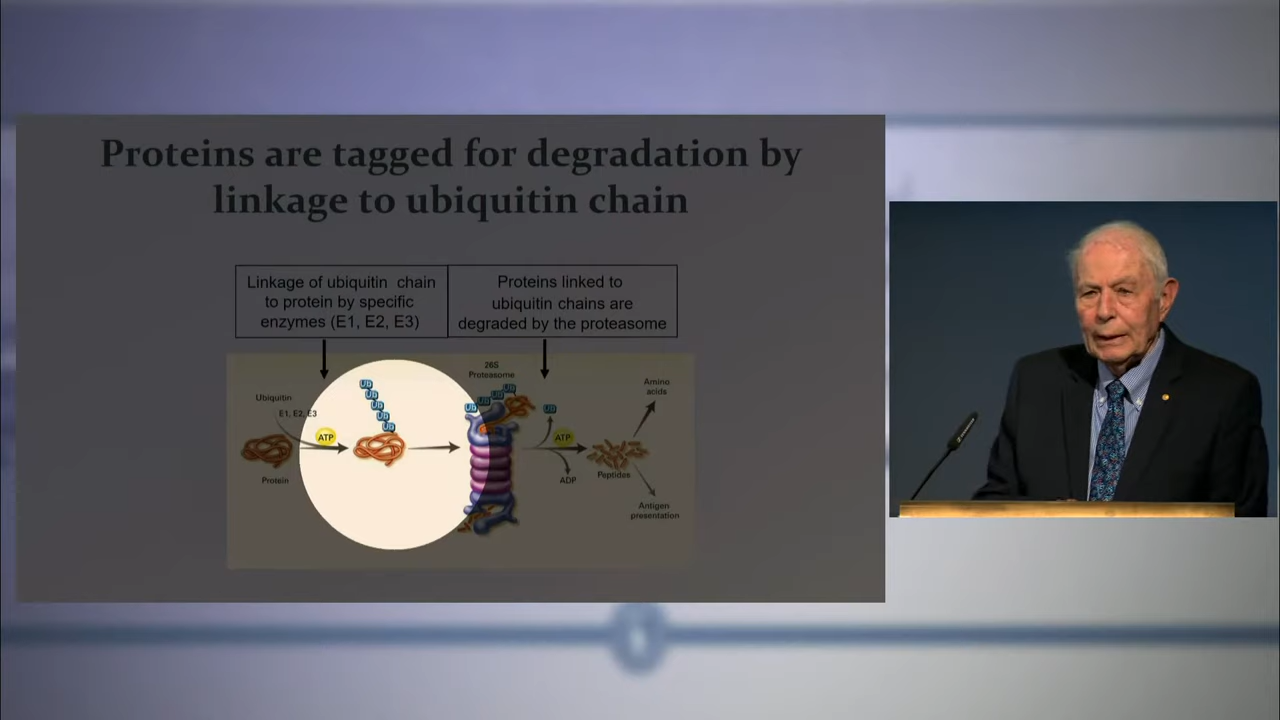 Proteins are tagged for degradation by
linkage to ubiquitin chain
Linkage of ubiquitin chain
to protein by specific
enzymes (E1, E2, E3)
Proteins linked to
ubiquitin chains are
degraded by the proteasome
Ubiquitin
E1, E2, E3
ATP
Protein
Ub
Ub
Ub
Ub
Ub
26S
Proteasome
Ub
Ub
Ub
Ub
Ub
ATP
ADP
Peptides
Amino
acids
Antigen
presentation